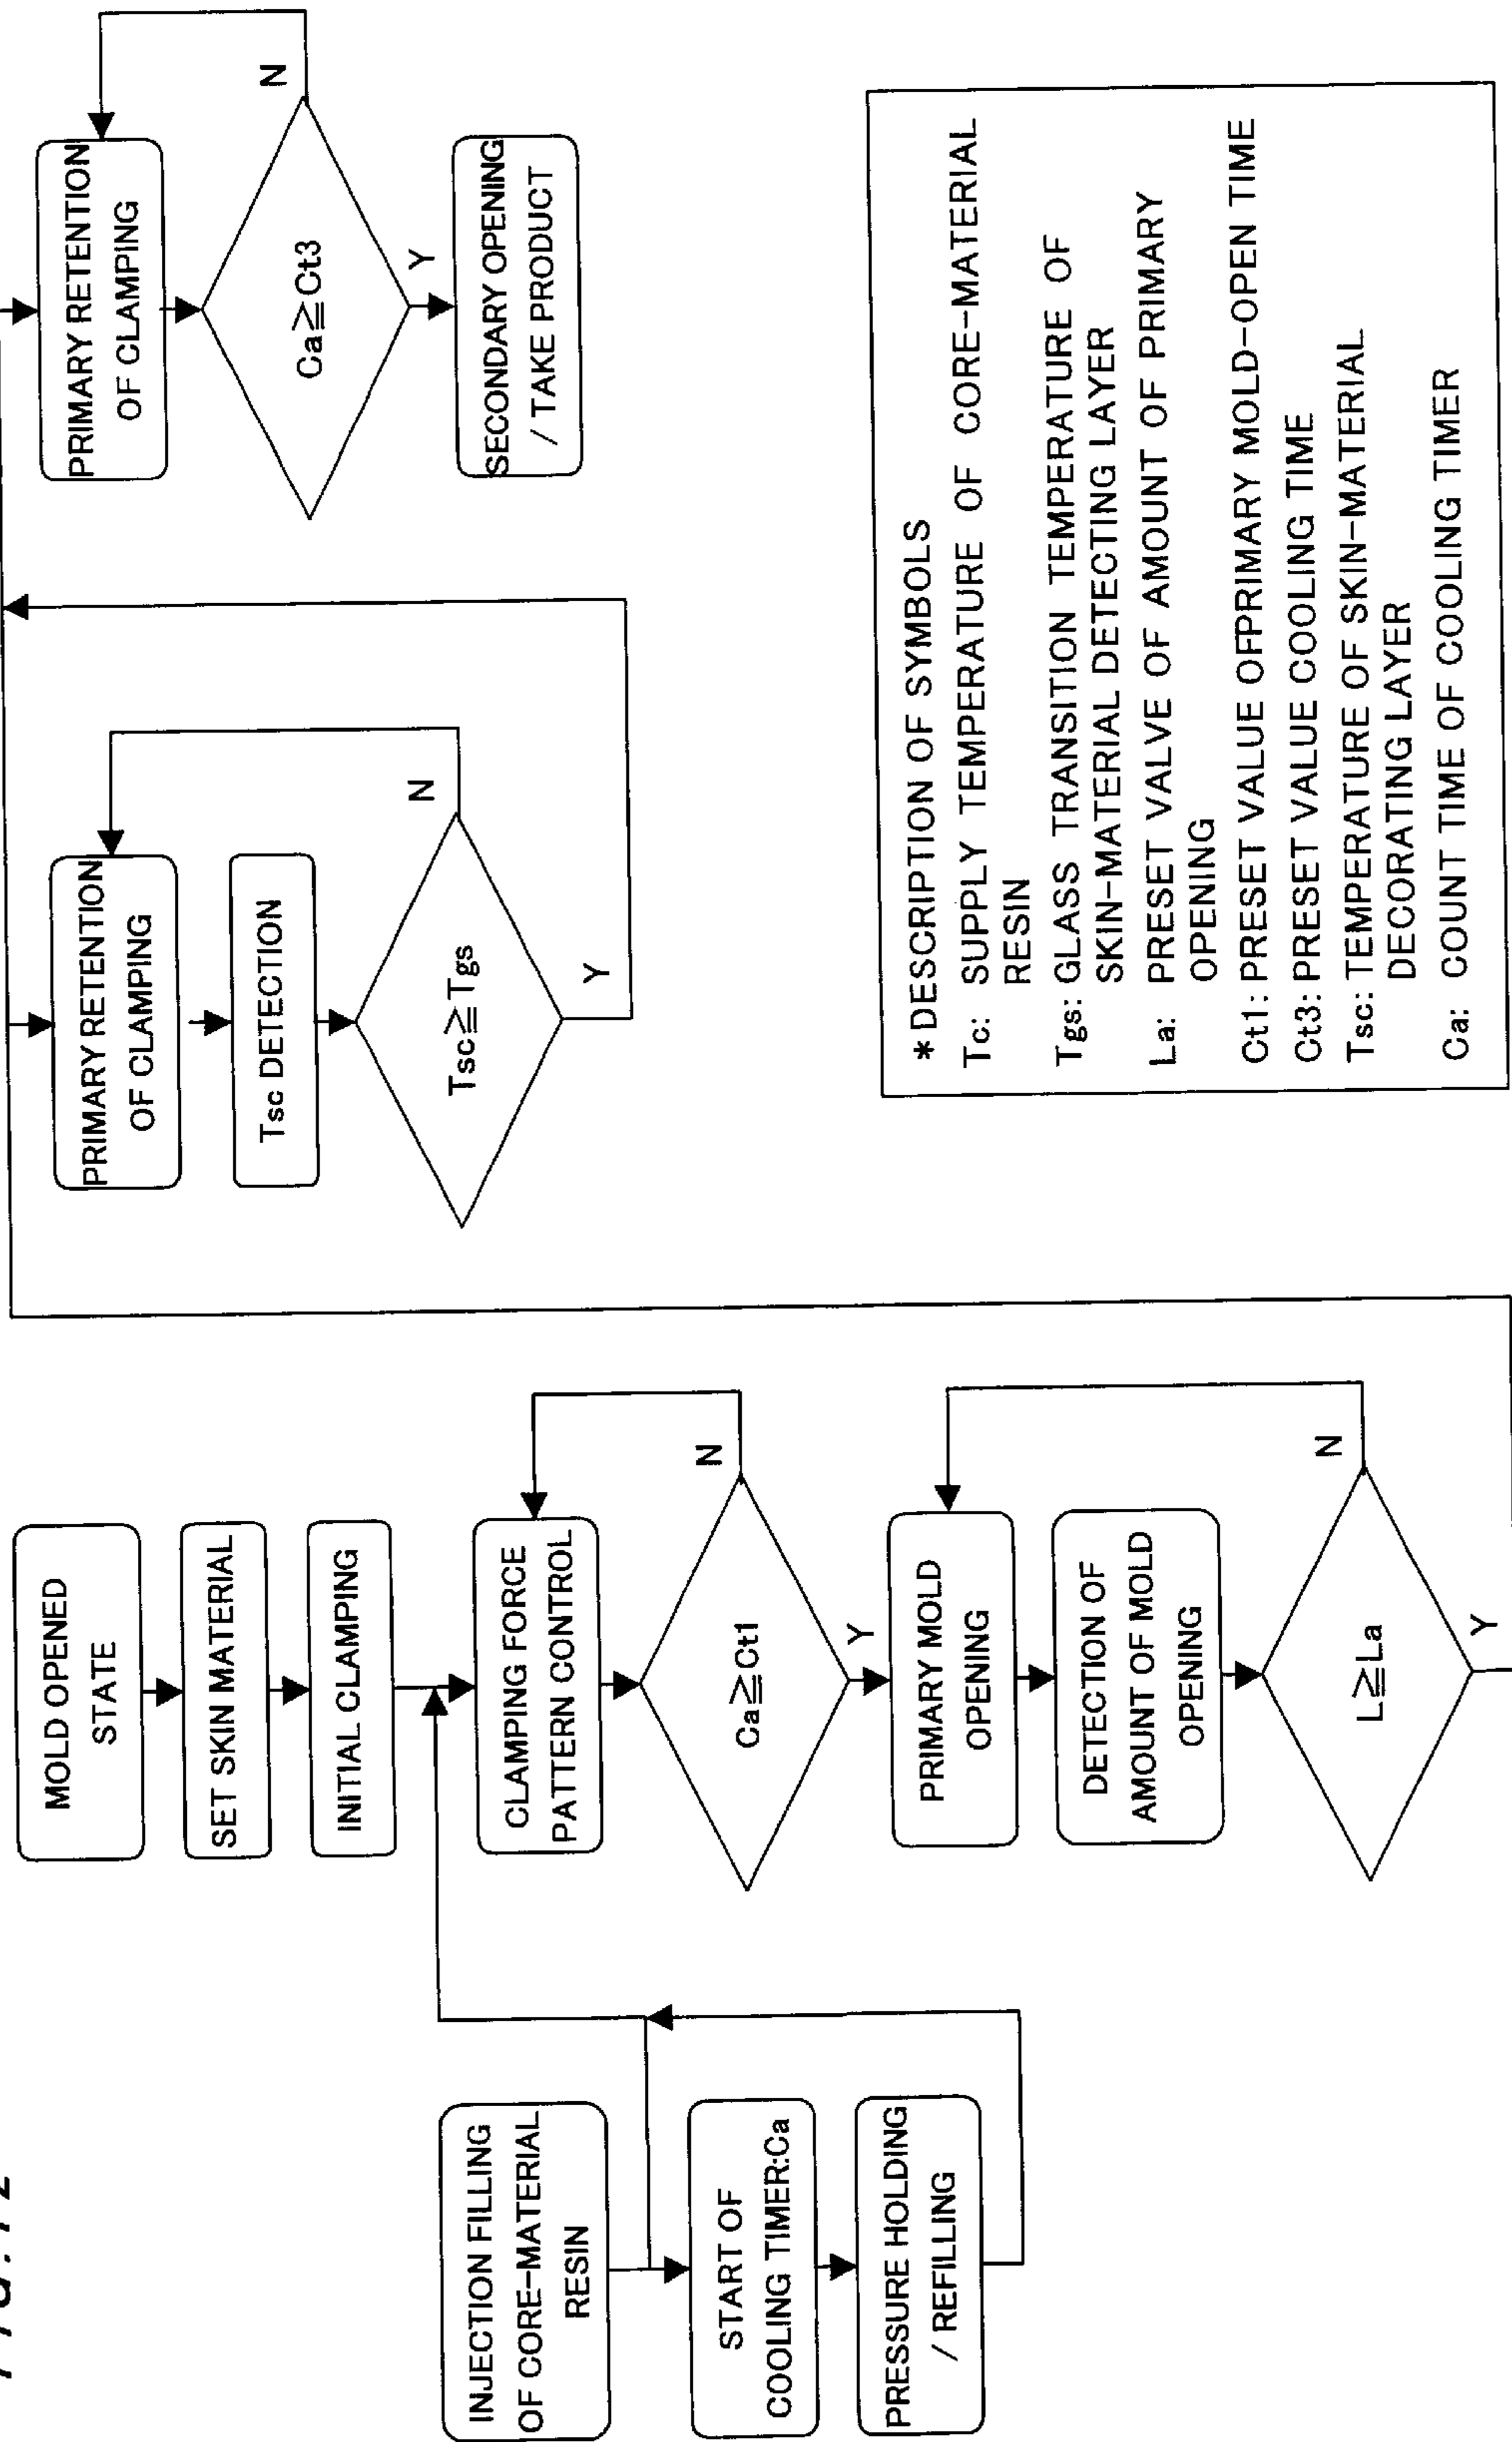 INJECTION FILLING
OF CORE-MATERIAL
RESIN
START OF
COOLING TIMER:Ca
PRESSURE HOLDING
/ REFILLING
MOLD OPENED
STATE
SET SKIN MATERIAL
INITIAL CLAMPING
CLAMPING FORCE
PATTERN CONTROL
N
Ca≧Ct1
Y
PRIMARY MOLD
OPENING
DETECTION OF
AMOUNT OF MOLD
OPENING
N
L≧La
Y
PRIMARY RETENTION
OF CLAMPING
Tsc DETECTION
N
Tsc≧Tgs
Y
PRIMARY RETENTION
OF CLAMPING
N
Ca≧Ct3
Y
SECONDARY OPENING
/ TAKE PRODUCT
*DESCRIPTION OF SYMBOLS
Tc: SUPPLY TEMPERATURE OF CORE-MATERIAL
RESIN
Tgs: GLASS TRANSITION TEMPERATURE OF
SKIN-MATERIAL DETECTING LAYER
La: PRESET VALVE OF AMOUNT OF PRIMARY
OPENING
Ct1: PRESET VALUE OFPRIMARY MOLD-OPEN TIME
Ct3: PRESET VALUE COOLING TIME
Tsc: TEMPERATURE OF SKIN-MATERIAL
DECORATING LAYER
Ca: COUNT TIME OF COOLING TIMER